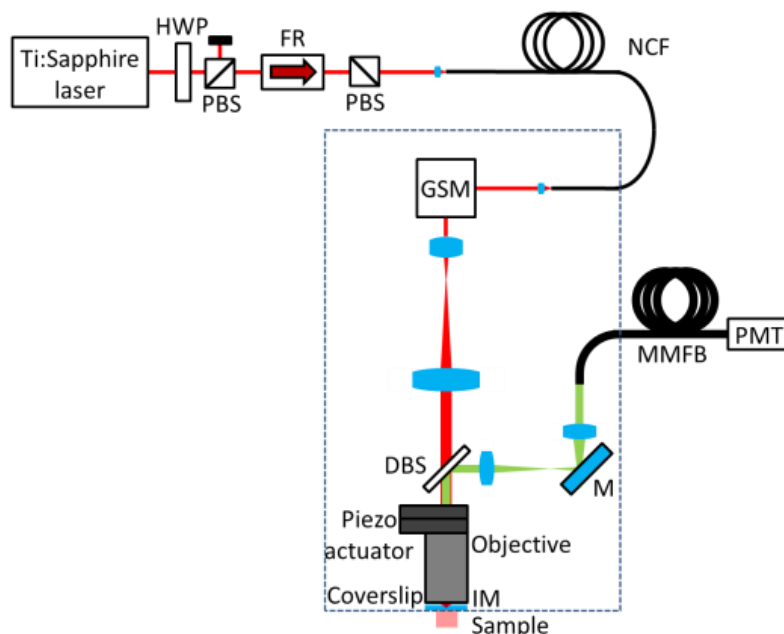 HWP
FR
NCF
Ti:Sapphire
laser
PBS
PBS
GSM
PMT
MMFB
DBS
M
Piezo
actuator
Objective
Coverslip
IM
Sample